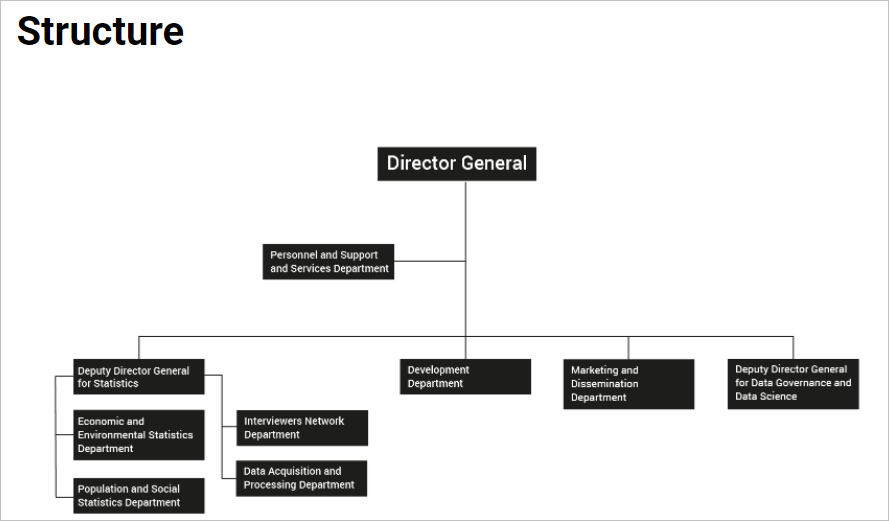 Structure
Director General
Personnel and Support
and Services Department
Deputy Director General
for Statistics
Development
Department
Marketing and
Dissemination
Department
Deputy Director General
for Data Governance and
Data Science
Economic and
Environmental Statistics
Department
Interviewers Network
Department
Data Acquisition and
Processing Department
Population and Social
Statistics Department